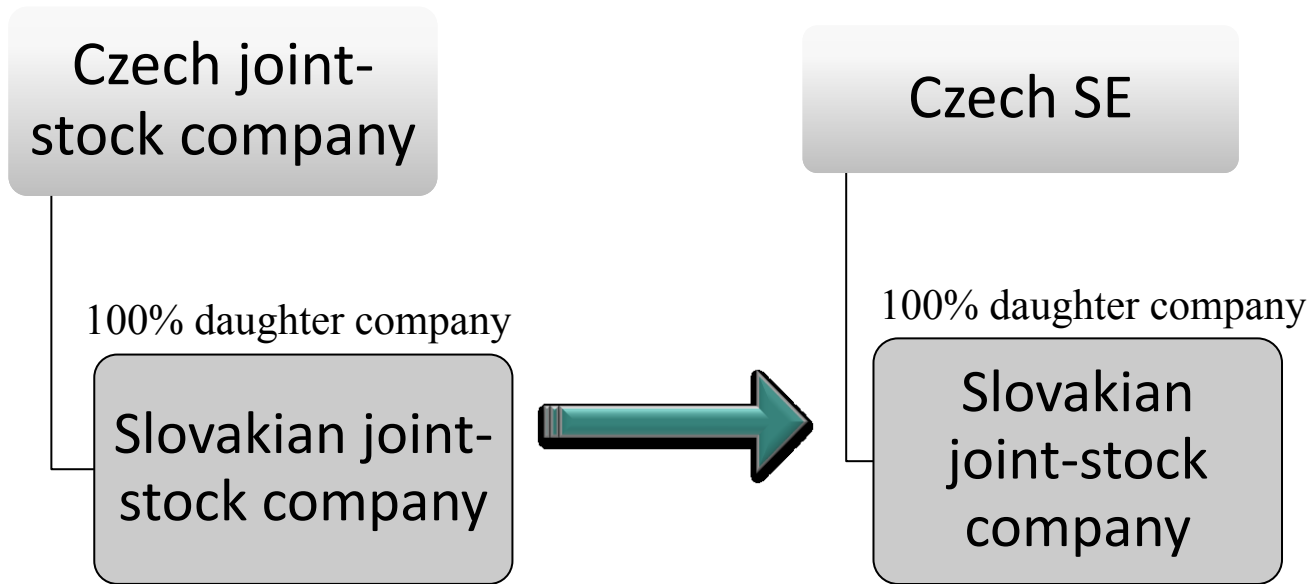 Czech joint-
stock company
100% daughter company
Slovakian joint-
stock company
Czech SE
100% daughter company
Slovakian
joint-stock
company